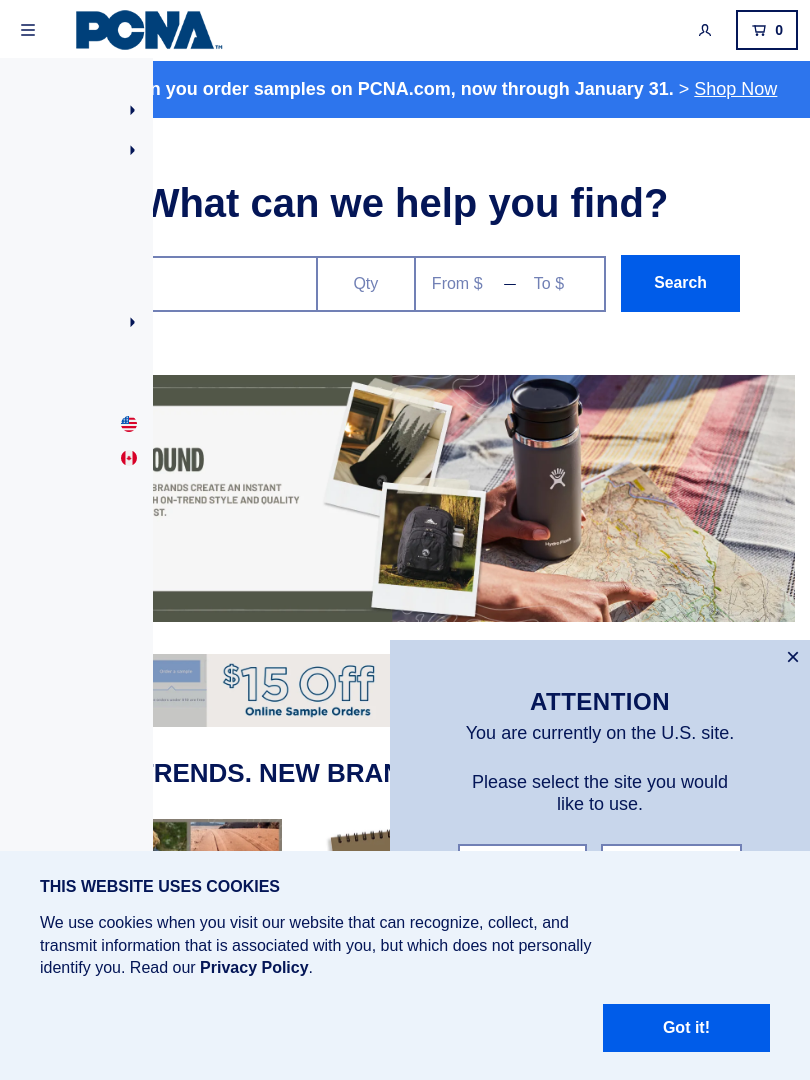 PCNA™
0
n you order samples on PCNA.com, now through January 31. > Shop Now
What can we help you find?
Qty
From $ — To $
Search
OUND
BRANDS CREATE AN INSTANT
H ON-TREND STYLE AND QUALITY
ST.
Hydro Flask
$15 Off
Online Sample Orders
TRENDS. NEW BRAN
×
ATTENTION
You are currently on the U.S. site.
Please select the site you would
like to use.
THIS WEBSITE USES COOKIES
We use cookies when you visit our website that can recognize, collect, and
transmit information that is associated with you, but which does not personally
identify you. Read our Privacy Policy.
Got it!